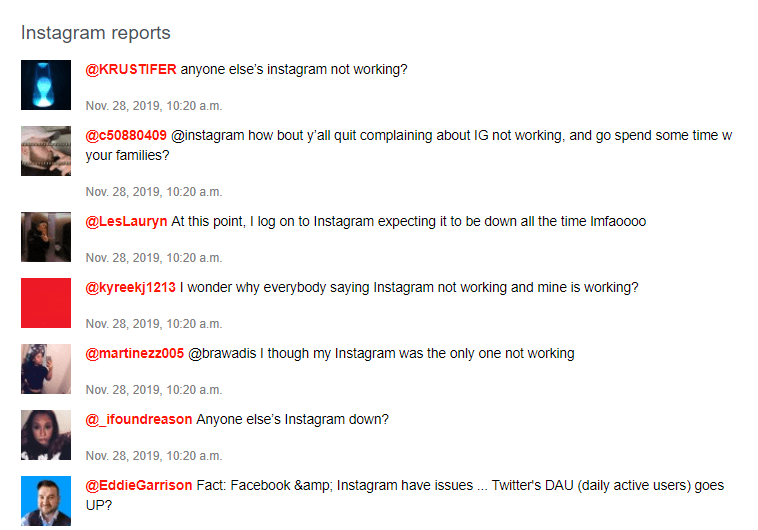 Instagram reports
@KRUSTIFER anyone else’s instagram not working?
Nov. 28, 2019, 10:20 a.m.
@c50880409 @instagram how bout y’all quit complaining about IG not working, and go spend some time w
your families?
Nov. 28, 2019, 10:20 a.m.
@LesLauryn At this point, I log on to Instagram expecting it to be down all the time lmfaoooo
Nov. 28, 2019, 10:20 a.m.
@kyreekj1213 I wonder why everybody saying Instagram not working and mine is working?
Nov. 28, 2019, 10:20 a.m.
@martinezz005 @brawadis I though my Instagram was the only one not working
Nov. 28, 2019, 10:20 a.m.
@_ifoundreason Anyone else’s Instagram down?
Nov. 28, 2019, 10:20 a.m.
@EddieGarrison Fact: Facebook &amp; Instagram have issues ... Twitter's DAU (daily active users) goes
UP?